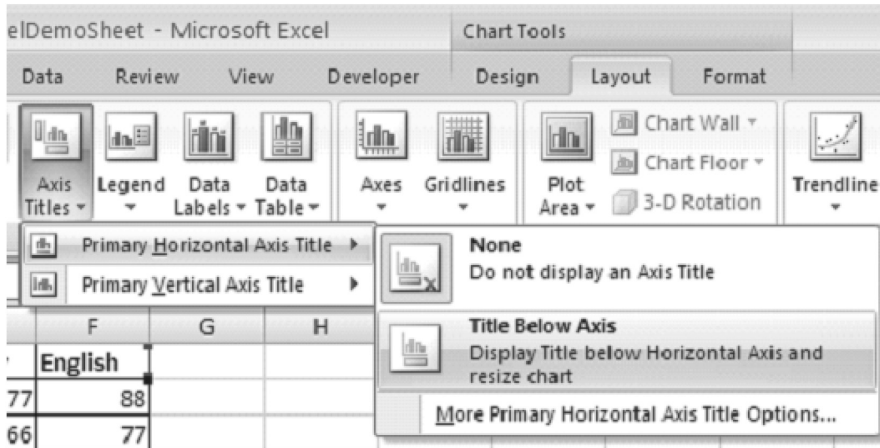 elDemoSheet - Microsoft Excel
Chart Tools
Data Review View Developer Design Layout Format
Axis Titles
Legend
Data Labels
Data Table
Axes
Gridlines
Plot Area
Chart Wall
Chart Floor
3-D Rotation
Trendline
Primary Horizontal Axis Title
Primary Vertical Axis Title
None
Do not display an Axis Title
Title Below Axis
Display Title below Horizontal Axis and
resize chart
More Primary Horizontal Axis Title Options...
F G H
English
77 88
66 77